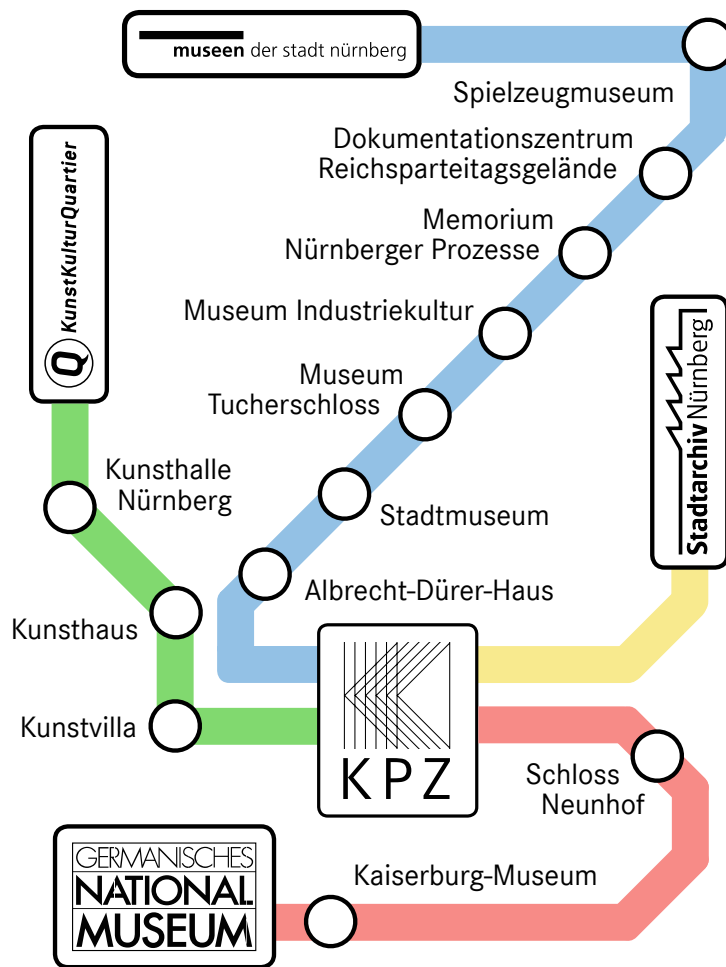 museen der stadt nürnberg
Spielzeugmuseum
Dokumentationszentrum
Reichsparteitagsgelände
Memorium
Nürnberger Prozesse
Museum Industriekultur
Museum
Tucherschloss
Stadtmuseum
Albrecht-Dürer-Haus
Q KunstKulturQuartier
Kunsthalle
Nürnberg
Kunsthaus
Kunstvilla
Stadtarchiv Nürnberg
KPZ
Schloss
Neunhof
Kaiserburg-Museum
GERMANISCHES
NATIONAL
MUSEUM